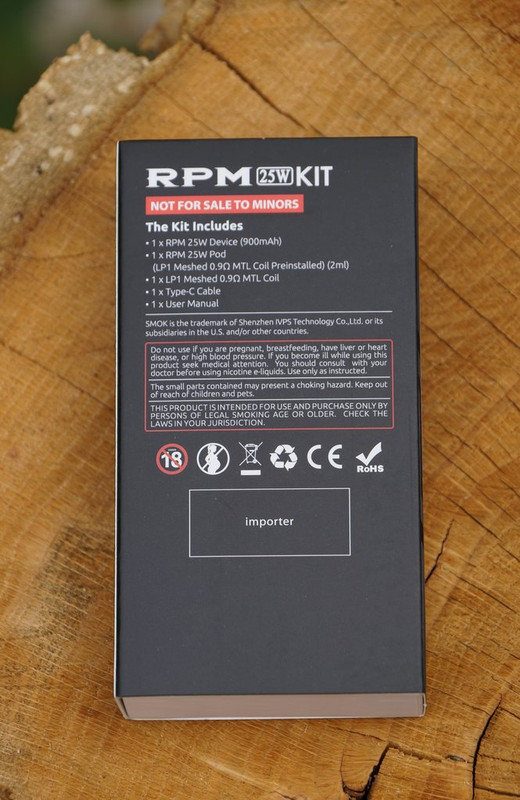 RPM 25W KIT
NOT FOR SALE TO MINORS
The Kit Includes
• 1 x RPM 25W Device (900mAh)
• 1 x RPM 25W Pod
(LP1 Meshed 0.9Ω MTL Coil Preinstalled) (2ml)
• 1 x LP1 Meshed 0.9Ω MTL Coil
• 1 x Type-C Cable
• 1 x User Manual
SMOK is the trademark of Shenzhen IVPS Technology Co.,Ltd. or its
subsidiaries in the U.S. and/or other countries.
Do not use if you are pregnant, breastfeeding, have liver or heart
disease, or high blood pressure. If you become ill while using this
product seek medical attention. You should consult with your
doctor before using nicotine e-liquids. Use only as instructed.
The small parts contained may present a choking hazard. Keep out
of reach of children and pets.
THIS PRODUCT IS INTENDED FOR USE AND PURCHASE ONLY BY
PERSONS OF LEGAL SMOKING AGE OR OLDER. CHECK THE
LAWS IN YOUR JURISDICTION.
18 CE RoHS
importer